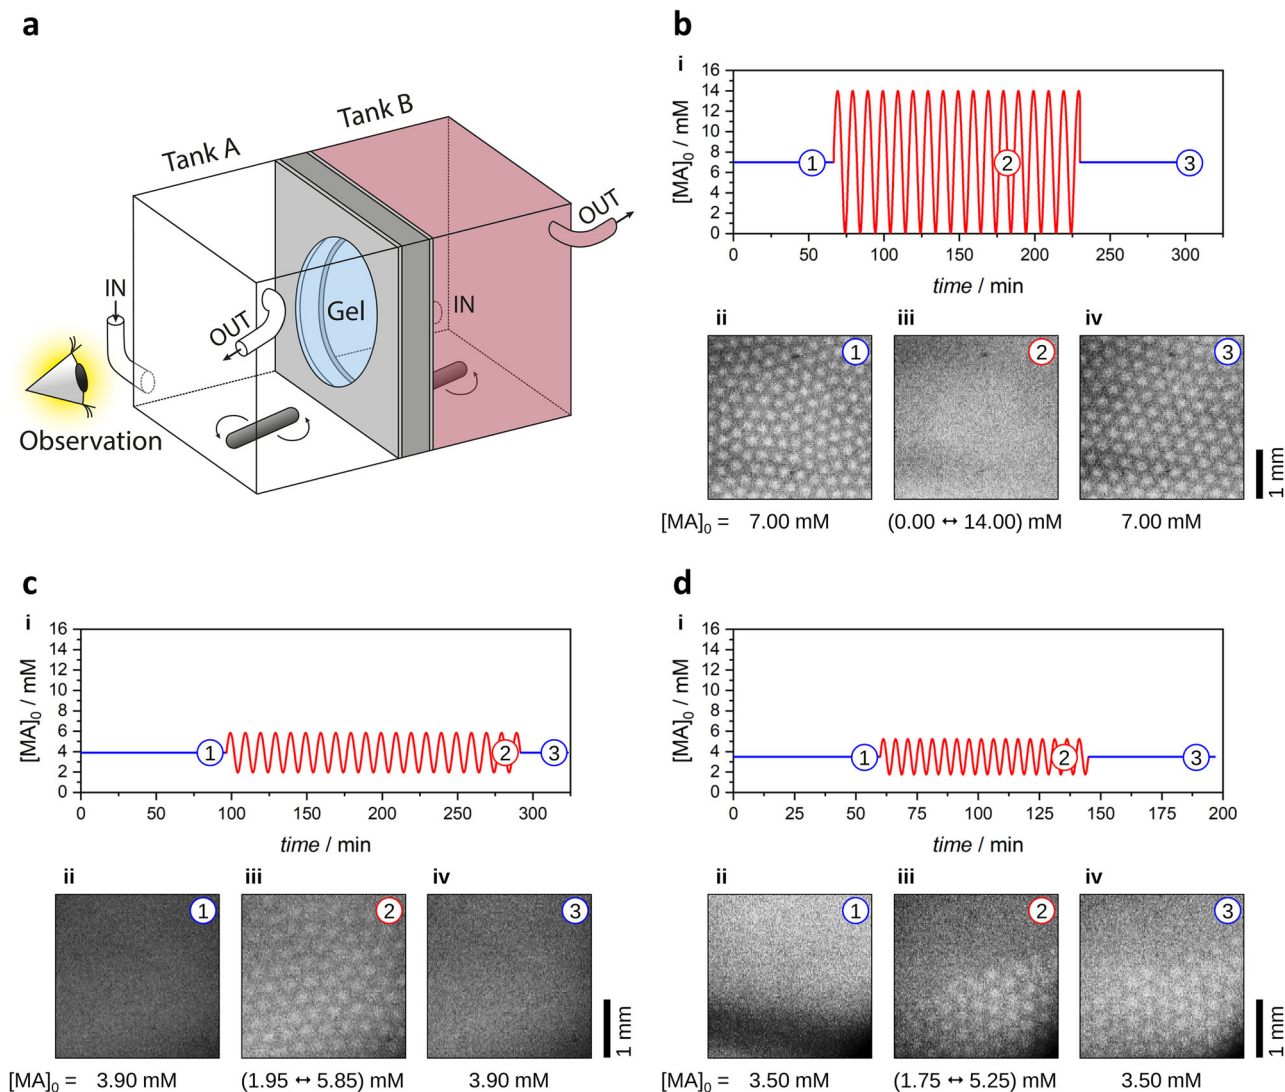 a
Tank A
Tank B
IN
OUT
Gel
IN
OUT
Observation
b
i
[MA]₀ / mM
16
14
12
10
8
6
4
2
0
1
2
3
0 50 100 150 200 250 300
time / min
ii iii iv
1 2 3
1 mm
[MA]₀ = 7.00 mM (0.00 ↔ 14.00) mM 7.00 mM
c
i
[MA]₀ / mM
16
14
12
10
8
6
4
2
0
1
2
3
0 50 100 150 200 250 300
time / min
ii iii iv
1 2 3
1 mm
[MA]₀ = 3.90 mM (1.95 ↔ 5.85) mM 3.90 mM
d
i
[MA]₀ / mM
16
14
12
10
8
6
4
2
0
1
2
3
0 25 50 75 100 125 150 175 200
time / min
ii iii iv
1 2 3
1 mm
[MA]₀ = 3.50 mM (1.75 ↔ 5.25) mM 3.50 mM